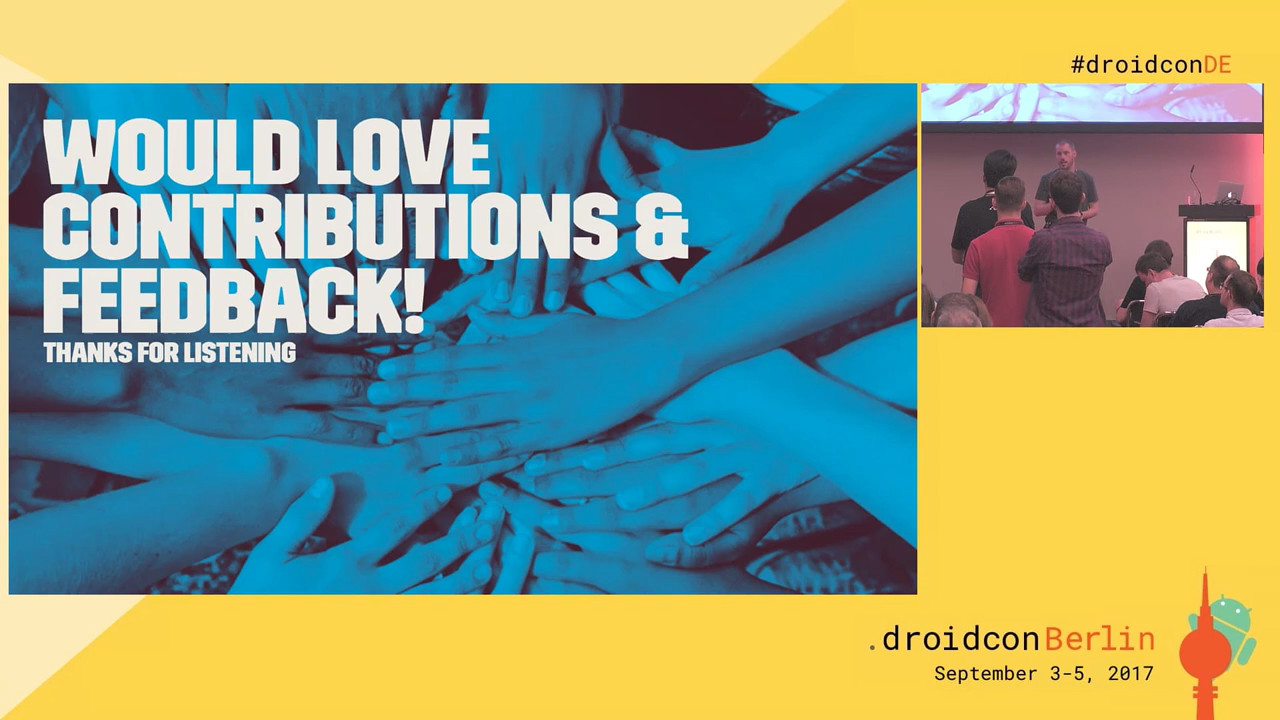 #droidconDE
WOULD LOVE
CONTRIBUTIONS &
FEEDBACK!
THANKS FOR LISTENING
.droidconBerlin
September 3-5, 2017